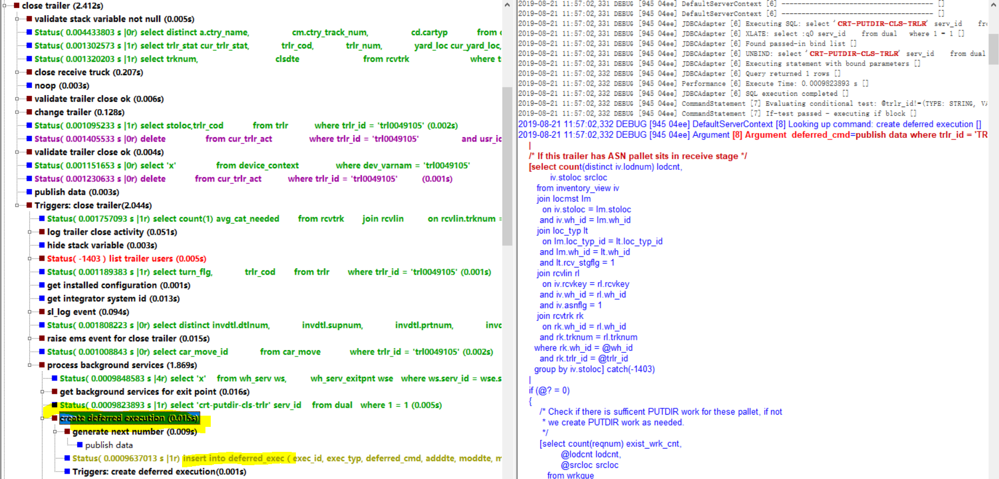 close trailer (2.412s)
validate stack variable not null (0.005s)
Status( 0.004433803 s |0r) select distinct a.ctry_name, cm.ctry_track_num, cd.cartyp from
Status( 0.001302573 s |1r) select trlr_stat cur_trlr_stat, trlr_cod, trlr_num, yard_loc cur_yard_loc,
Status( 0.001320203 s |1r) select trknum, clsdte from rcvtrk where t
close receive truck (0.207s)
noop (0.003s)
validate trailer close ok (0.006s)
change trailer (0.128s)
Status( 0.001095233 s |1r) select stoloc,trlr_cod from trlr where trlr_id = 'trl0049105' (0.002s)
Status( 0.001405533 s |0r) delete from cur_trlr_act where trlr_id = 'trl0049105' and usr_id
validate trailer close ok (0.004s)
Status( 0.001151653 s |0r) select 'x' from device_context where dev_varnam = 'trl0049105'
Status( 0.001230633 s |0r) delete from cur_trlr_act where trlr_id = 'trl0049105' (0.001s)
publish data (0.003s)
Triggers: close trailer(2.044s)
Status( 0.001757093 s |1r) select count(1) avg_cat_needed from rcvtrk join rcvlin on rcvlin.trknum =
log trailer close activity (0.051s)
hide stack variable (0.003s)
Status( -1403 ) list trailer users (0.005s)
Status( 0.001189383 s |1r) select turn_flg, trlr_cod from trlr where trlr_id = 'trl0049105' (0.001s)
get installed configuration (0.001s)
get integrator system id (0.013s)
sl_log event (0.094s)
Status( 0.001808223 s |0r) select distinct invdtl.dtlnum, invdtl.supnum, invdtl.prtnum, invd
raise ems event for close trailer (0.015s)
Status( 0.001008843 s |0r) select car_move_id from car_move where trlr_id = 'trl0049105' (0.002s)
process background services (1.869s)
Status( 0.0009848583 s |4r) select 'x' from wh_serv ws, wh_serv_exitpnt wse where ws.serv_id = wse.s
get background services for exit point (0.016s)
Status( 0.0009823893 s |1r) select 'crt-putdir-cls-trlr' serv_id from dual where 1 = 1 (0.005s)
create deferred execution (0.015s)
generate next number (0.009s)
publish data
Status( 0.0009637013 s |1r) insert into deferred_exec ( exec_id, exec_typ, deferred_cmd, adddte, moddte, m
Triggers: create deferred execution(0.001s)
2019-08-21 11:57:02,331 DEBUG [945 04ee] DefaultServerContext [6] -------------------------------------- []
2019-08-21 11:57:02,331 DEBUG [945 04ee] DefaultServerContext [6] -------------------------------------- []
2019-08-21 11:57:02,331 DEBUG [945 04ee] JDBCAdapter [6] Executing SQL: select 'CRT-PUTDIR-CLS-TRLR' serv_id
2019-08-21 11:57:02,331 DEBUG [945 04ee] JDBCAdapter [6] XLATE: select :q0 serv_id from dual where 1 = 1 []
2019-08-21 11:57:02,331 DEBUG [945 04ee] JDBCAdapter [6] Found passed-in bind list []
2019-08-21 11:57:02,331 DEBUG [945 04ee] JDBCAdapter [6] UNBIND: select 'CRT-PUTDIR-CLS-TRLR' serv_id from dual
2019-08-21 11:57:02,331 DEBUG [945 04ee] JDBCAdapter [6] Executing statement with bound parameters []
2019-08-21 11:57:02,332 DEBUG [945 04ee] JDBCAdapter [6] Query returned 1 rows []
2019-08-21 11:57:02,332 DEBUG [945 04ee] Performance [6] Execute Time: 0.0009823893 s []
2019-08-21 11:57:02,332 DEBUG [945 04ee] JDBCAdapter [6] SQL execution completed []
2019-08-21 11:57:02,332 DEBUG [945 04ee] CommandStatement [7] Evaluating conditional test: @trlr_id!=(TYPE: STRING, VA
2019-08-21 11:57:02,332 DEBUG [945 04ee] CommandStatement [7] If-test passed - executing if block []
2019-08-21 11:57:02,332 DEBUG [945 04ee] DefaultServerContext [8] Looking up command: create deferred execution []
2019-08-21 11:57:02,332 DEBUG [945 04ee] Argument [8] Argument deferred_cmd=publish data where trlr_id = 'TR
|
/* If this trailer has ASN pallet sits in receive stage */
[select count(distinct iv.lodnum) lodcnt,
iv.stoloc srcloc
from inventory_view iv
join locmst lm
on iv.stoloc = lm.stoloc
and iv.wh_id = lm.wh_id
join loc_typ lt
on lm.loc_typ_id = lt.loc_typ_id
and lm.wh_id = lt.wh_id
and lt.rcv_stgflg = 1
join rcvlin rl
on iv.rcvkey = rl.rcvkey
and iv.wh_id = rl.wh_id
and iv.asnflg = 1
join rcvtrk rk
on rk.wh_id = rl.wh_id
and rk.trknum = rl.trknum
where rk.wh_id = @wh_id
and rk.trlr_id = @trlr_id
group by iv.stoloc] catch(-1403)
|
if (@? = 0)
{
/* Check if there is sufficent PUTDIR work for these pallet, if not
* we create PUTDIR work as needed.
*/
[select count(reqnum) exist_wrk_cnt,
@lodcnt lodcnt,
@srcloc srcloc
from wrkque